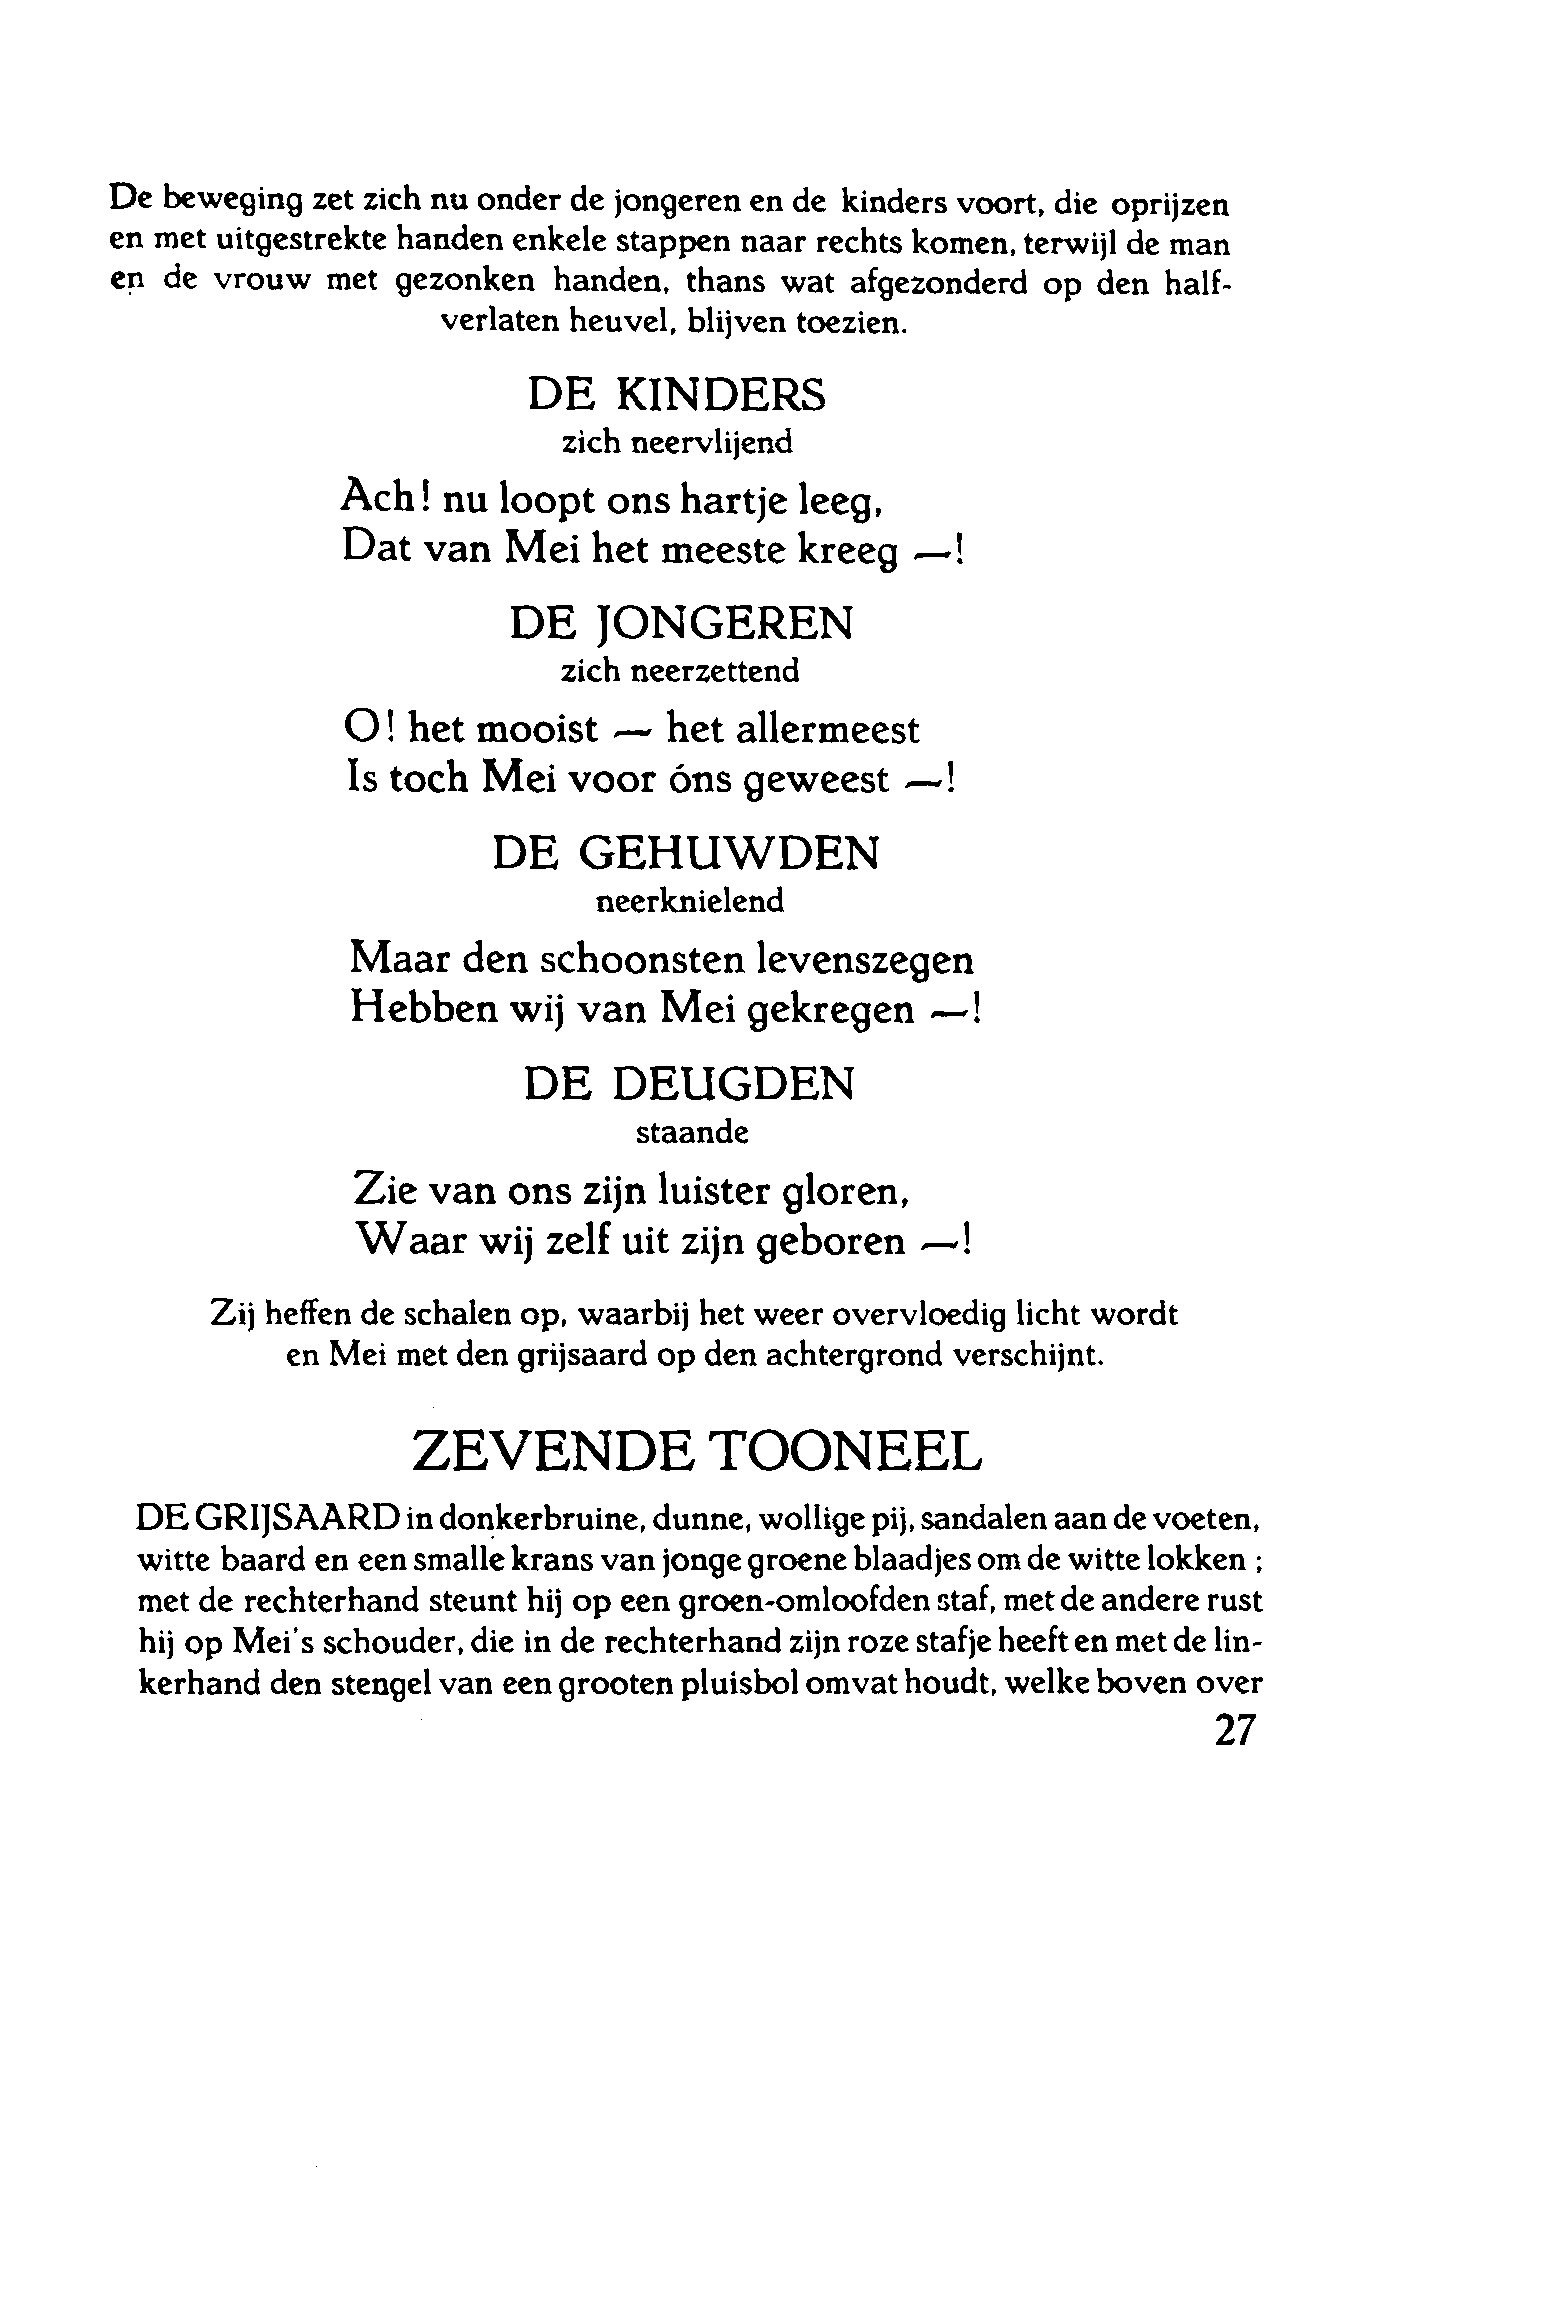 De beweging zet zich nu onder de jongeren en de kinders voort, die oprijzen
en met uitgestrekte handen enkele stappen naar rechts komen, terwijl de man
en de vrouw met gezonken handen, thans wat afgezonderd op den half-
verlaten heuvel, blijven toezien.
DE KINDERS
zich neervlijend
Ach! nu loopt ons hartje leeg,
Dat van Mei het meeste kreeg —!
DE JONGEREN
zich neerzettend
O! het mooist — het allermeest
Is toch Mei voor óns geweest —!
DE GEHUWDEN
neerknielend
Maar den schoonsten levenszegen
Hebben wij van Mei gekregen —!
DE DEUGDEN
staande
Zie van ons zijn luister gloren,
Waar wij zelf uit zijn geboren —!
Zij heffen de schalen op, waarbij het weer overvloedig licht wordt
en Mei met den grijsaard op den achtergrond verschijnt.
ZEVENDE TOONEEL
DE GRIJSAARD in donkerbruine, dunne, wollige pij, sandalen aan de voeten,
witte baard en een smalle krans van jonge groene blaadjes om de witte lokken ;
met de rechterhand steunt hij op een groen-omloofden staf, met de andere rust
hij op Mei's schouder, die in de rechterhand zijn roze stafje heeft en met de lin-
kerhand den stengel van een grooten pluisbol omvat houdt, welke boven over
27